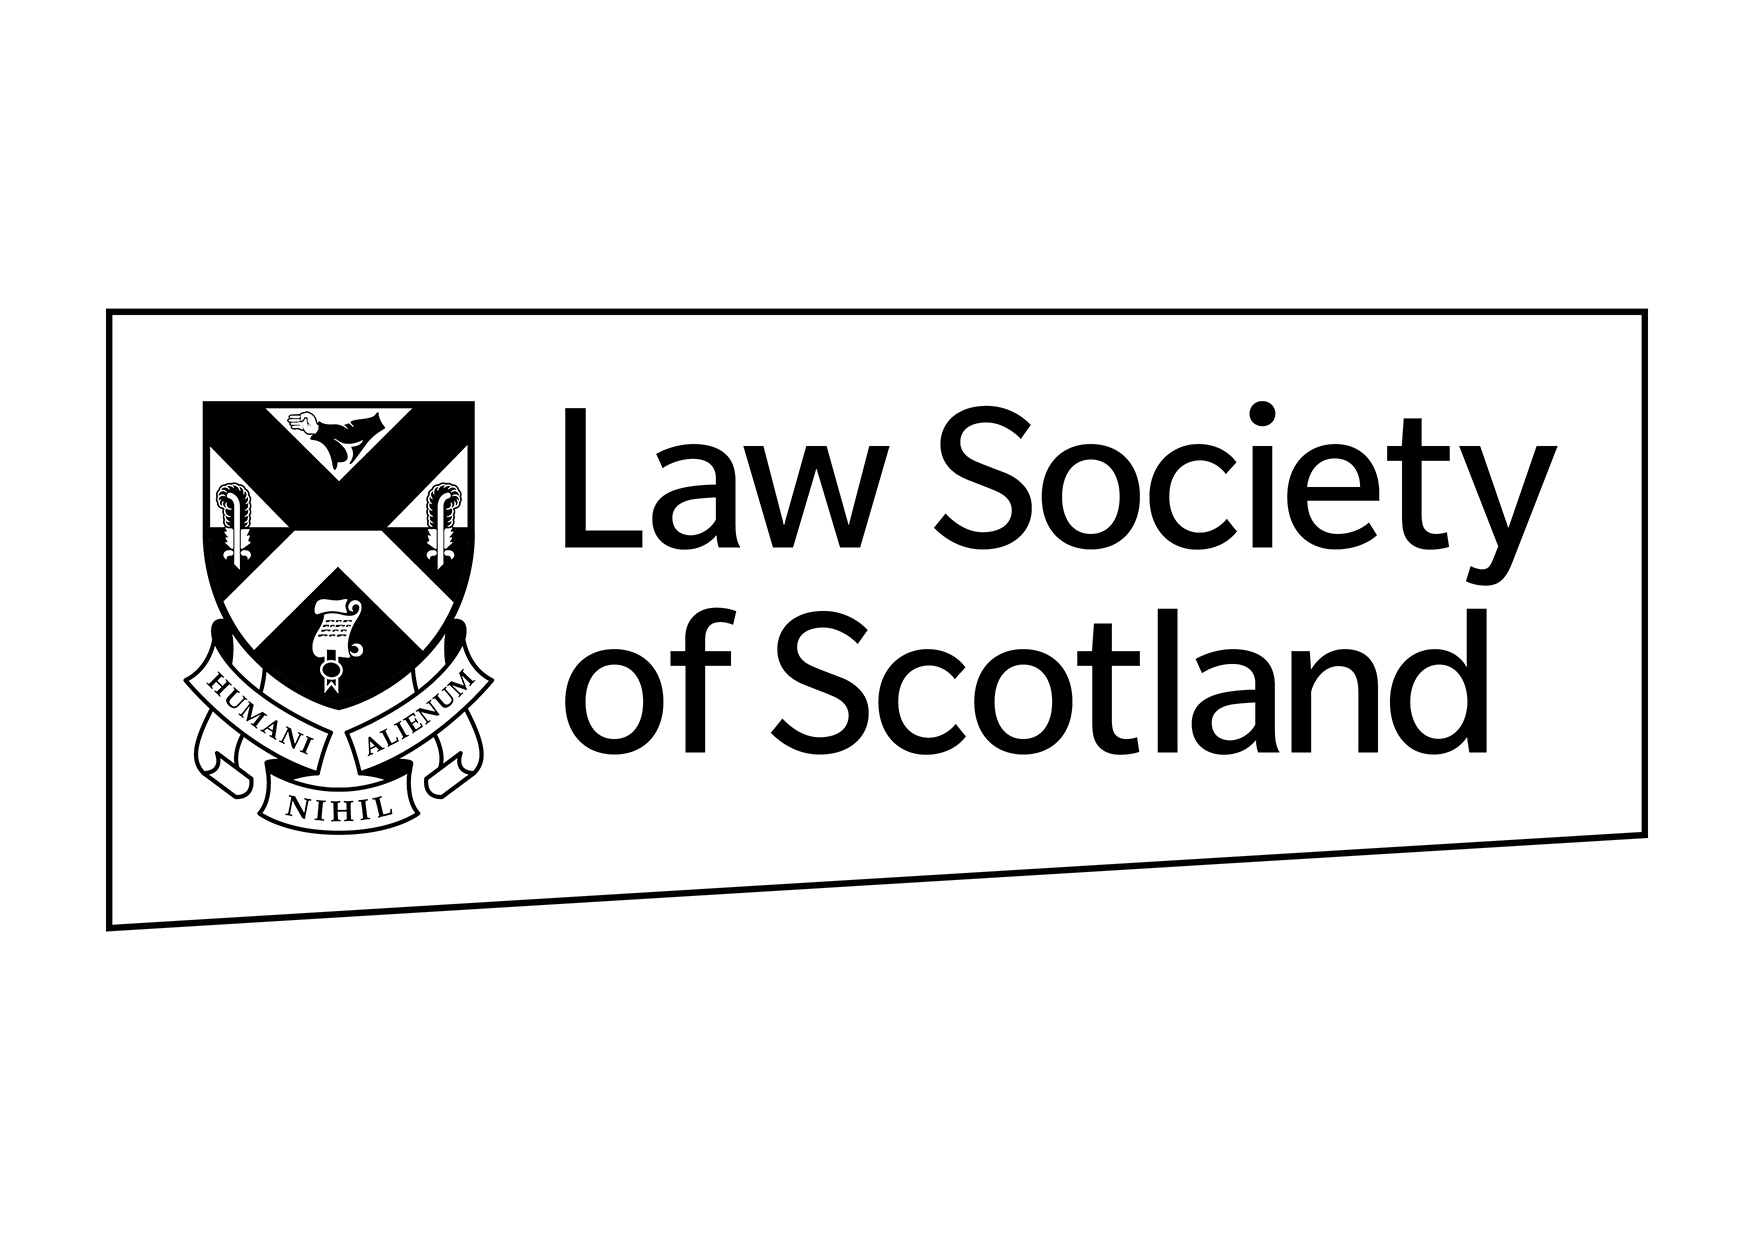 Law Society
of Scotland
HUMANI
NIHIL
ALIENUM